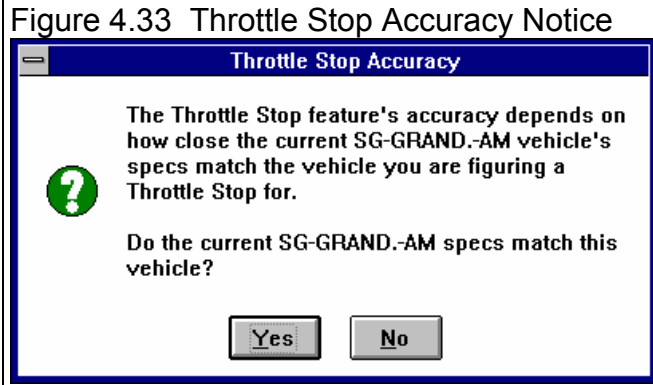 Figure 4.33 Throttle Stop Accuracy Notice
Throttle Stop Accuracy
The Throttle Stop feature's accuracy depends on
how close the current SG-GRAND.-AM vehicle's
specs match the vehicle you are figuring a
Throttle Stop for.
Do the current SG-GRAND.-AM specs match this
vehicle?
Yes No